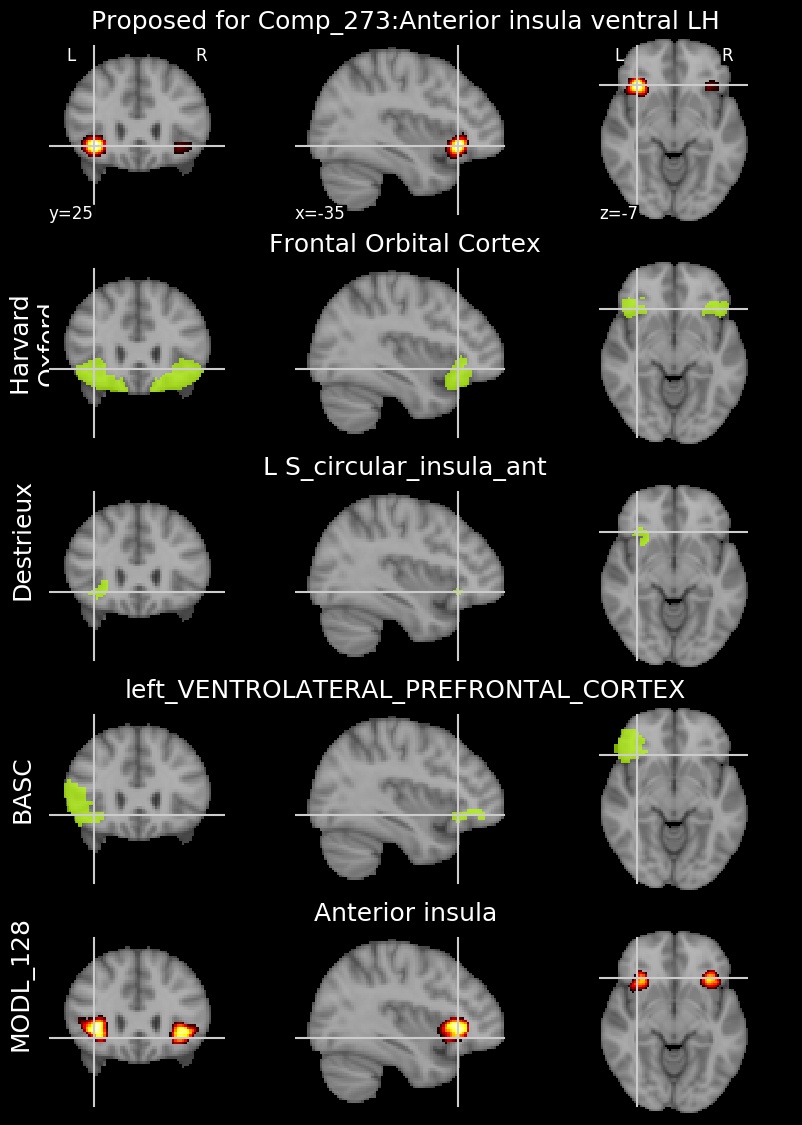 Proposed for Comp_273:Anterior insula ventral LH
L R L R
y=25 x=-35 z=-7
Frontal Orbital Cortex
Harvard
Oxford
L S_circular_insula_ant
Destrieux
left_VENTROLATERAL_PREFRONTAL_CORTEX
BASC
Anterior insula
MODL_128